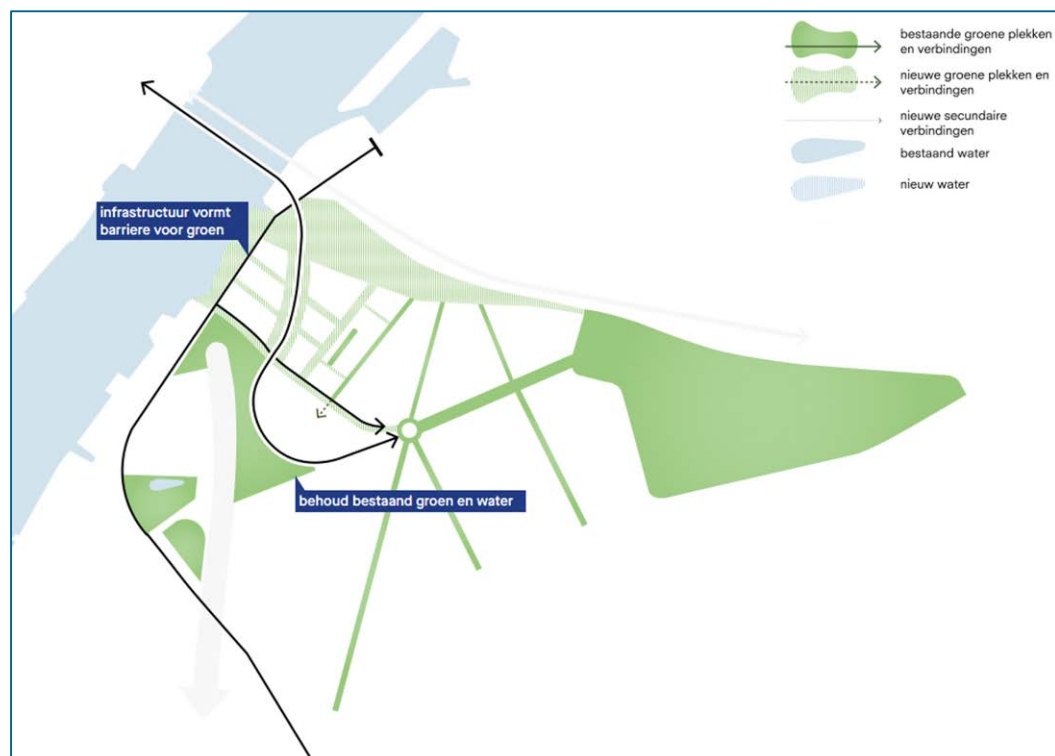 bestaande groene plekken
en verbindingen
nieuwe groene plekken en
verbindingen
nieuwe secundaire
verbindingen
bestaand water
nieuw water
infrastructuur vormt
barriere voor groen
behoud bestaand groen en water